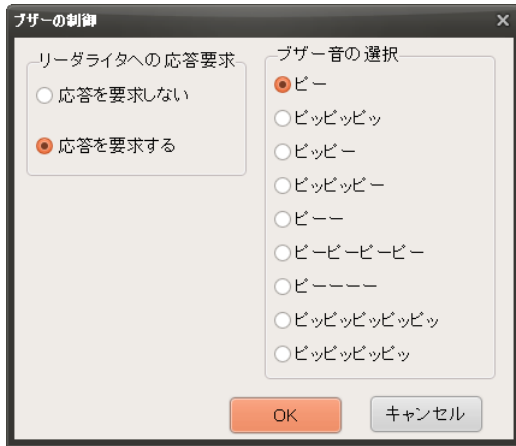 ブザーの制御
リーダライタへの応答要求
応答を要求しない
応答を要求する
ブザー音の選択
ピー
ピッピッピッ
ピッピー
ピッピッピー
ピーー
ピーピーピーピー
ピーーーー
ピッピッピッピッピッ
ピッピッピッピッ
OK
キャンセル